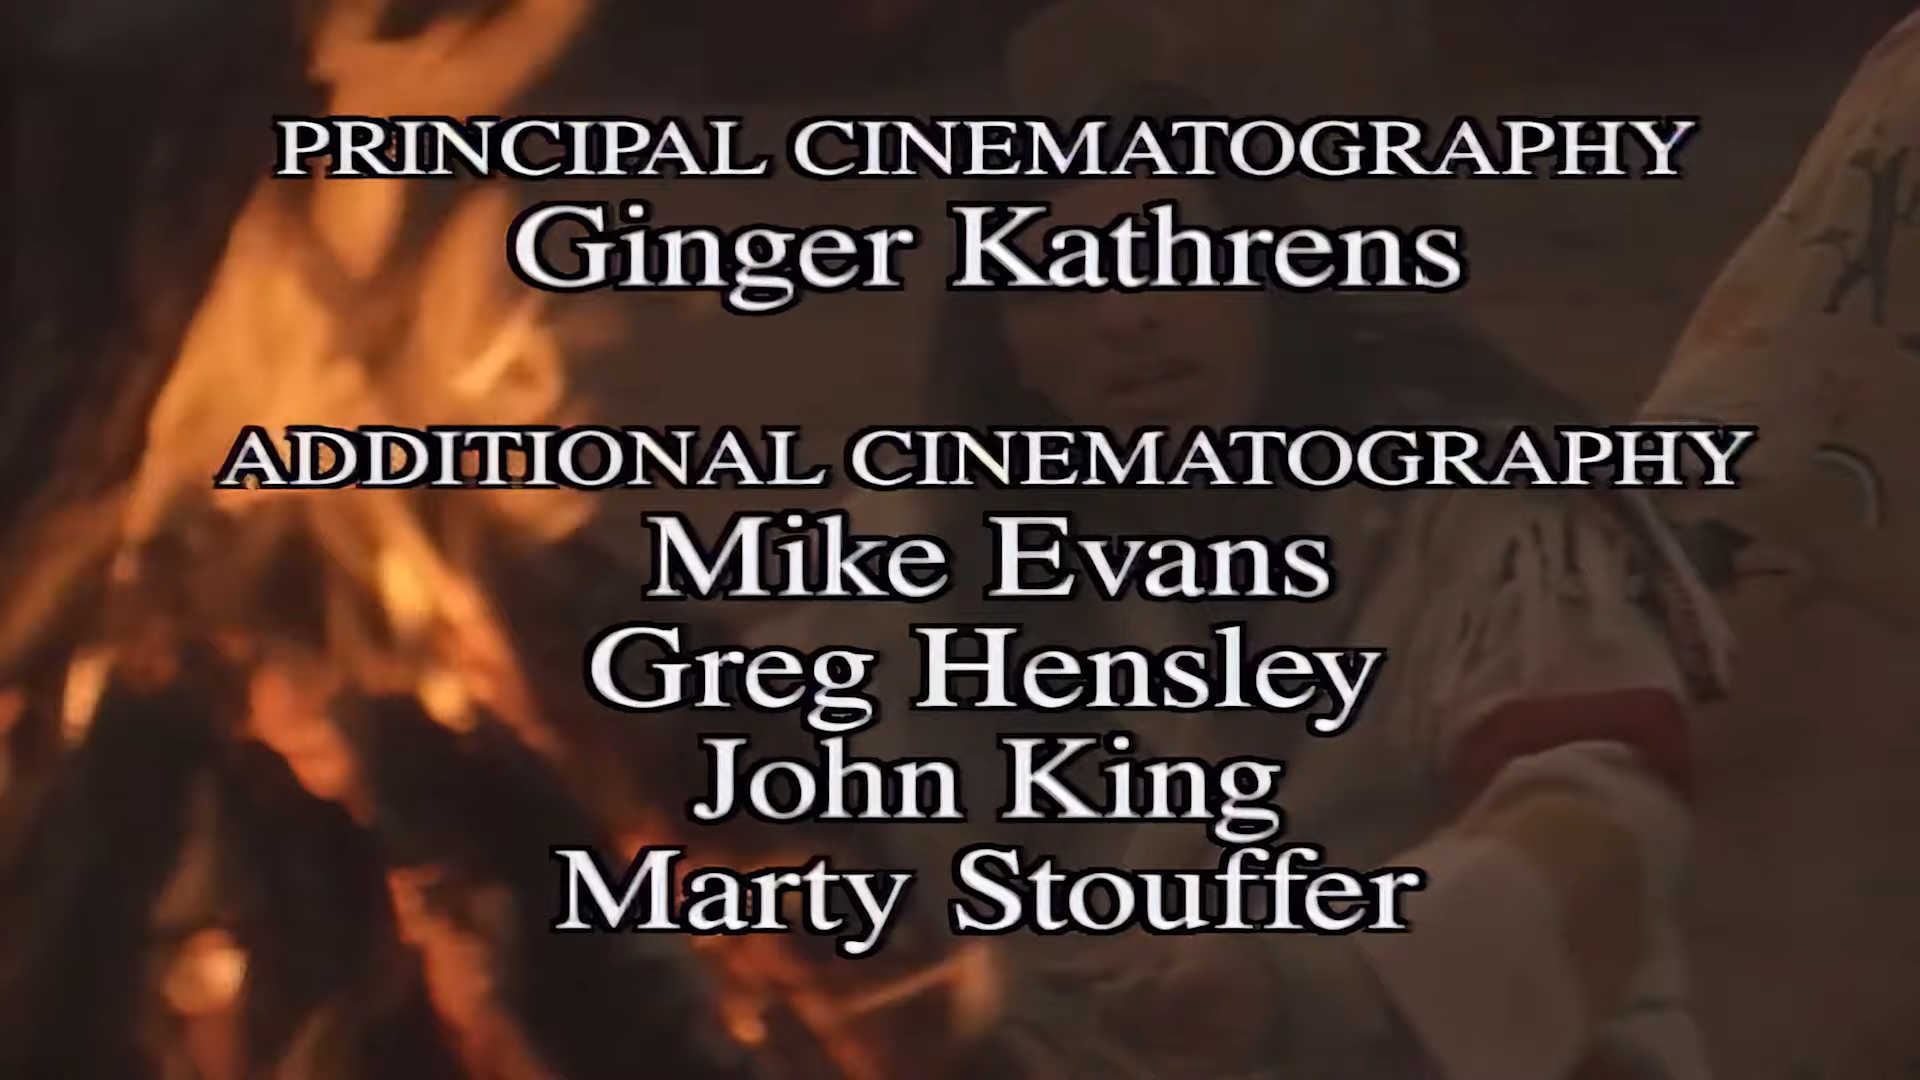 PRINCIPAL CINEMATOGRAPHY
Ginger Kathrens
ADDITIONAL CINEMATOGRAPHY
Mike Evans
Greg Hensley
John King
Marty Stouffer